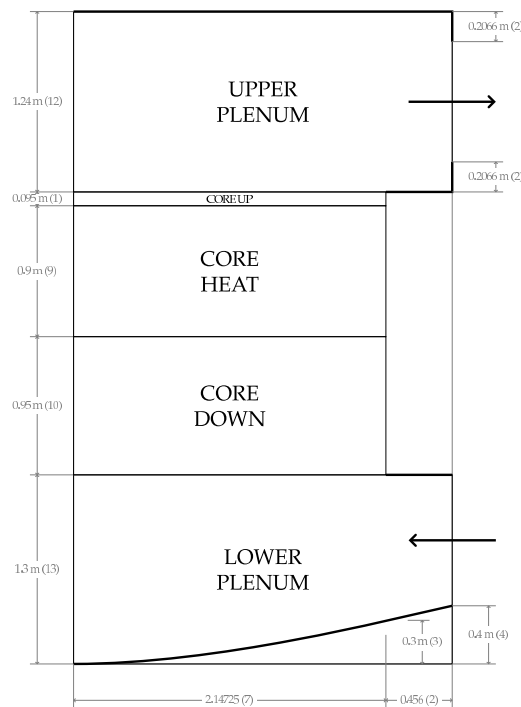 0.2066 m (2)
UPPER
PLENUM
1.24 m (12)
0.2066 m (2)
0.095 m (1)
CORE UP
CORE
HEAT
0.9 m (9)
CORE
DOWN
0.95 m (10)
LOWER
PLENUM
1.3 m (13)
0.3 m (3)
0.4 m (4)
2.14725 (7)
0.456 (2)